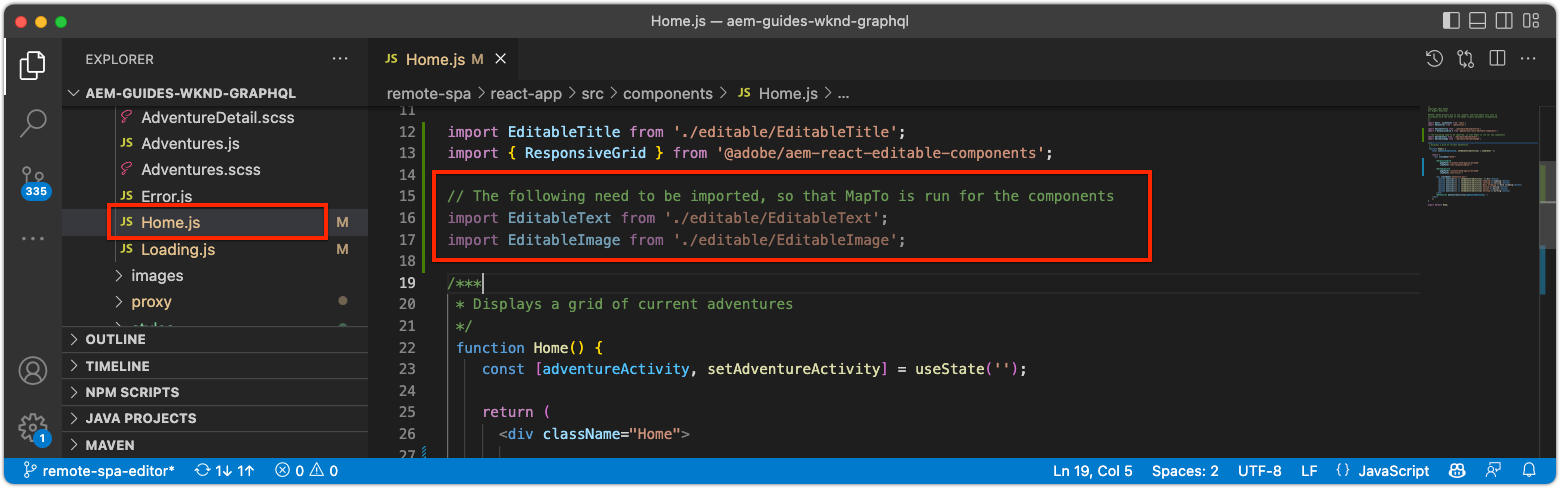 Home.js — aem-guides-wknd-graphql
EXPLORER
AEM-GUIDES-WKND-GRAPHQL
AdventureDetail.scss
JS Adventures.js
Adventures.scss
JS Error.js
JS Home.js M
JS Loading.js M
images
proxy
styles
OUTLINE
TIMELINE
NPM SCRIPTS
JAVA PROJECTS
MAVEN
335
1
JS Home.js M
remote-spa > react-app > src > components > JS Home.js > ...
11
12 import EditableTitle from './editable/EditableTitle';
13 import { ResponsiveGrid } from '@adobe/aem-react-editable-components';
14
15 // The following need to be imported, so that MapTo is run for the components
16 import EditableText from './editable/EditableText';
17 import EditableImage from './editable/EditableImage';
18
19 /***
20 * Displays a grid of current adventures
21 */
22 function Home() {
23 const [adventureActivity, setAdventureActivity] = useState('');
24
25 return (
26 <div className="Home">
27
remote-spa-editor* 1↓ 1↑ 0 0 Ln 19, Col 5 Spaces: 2 UTF-8 LF {} JavaScript